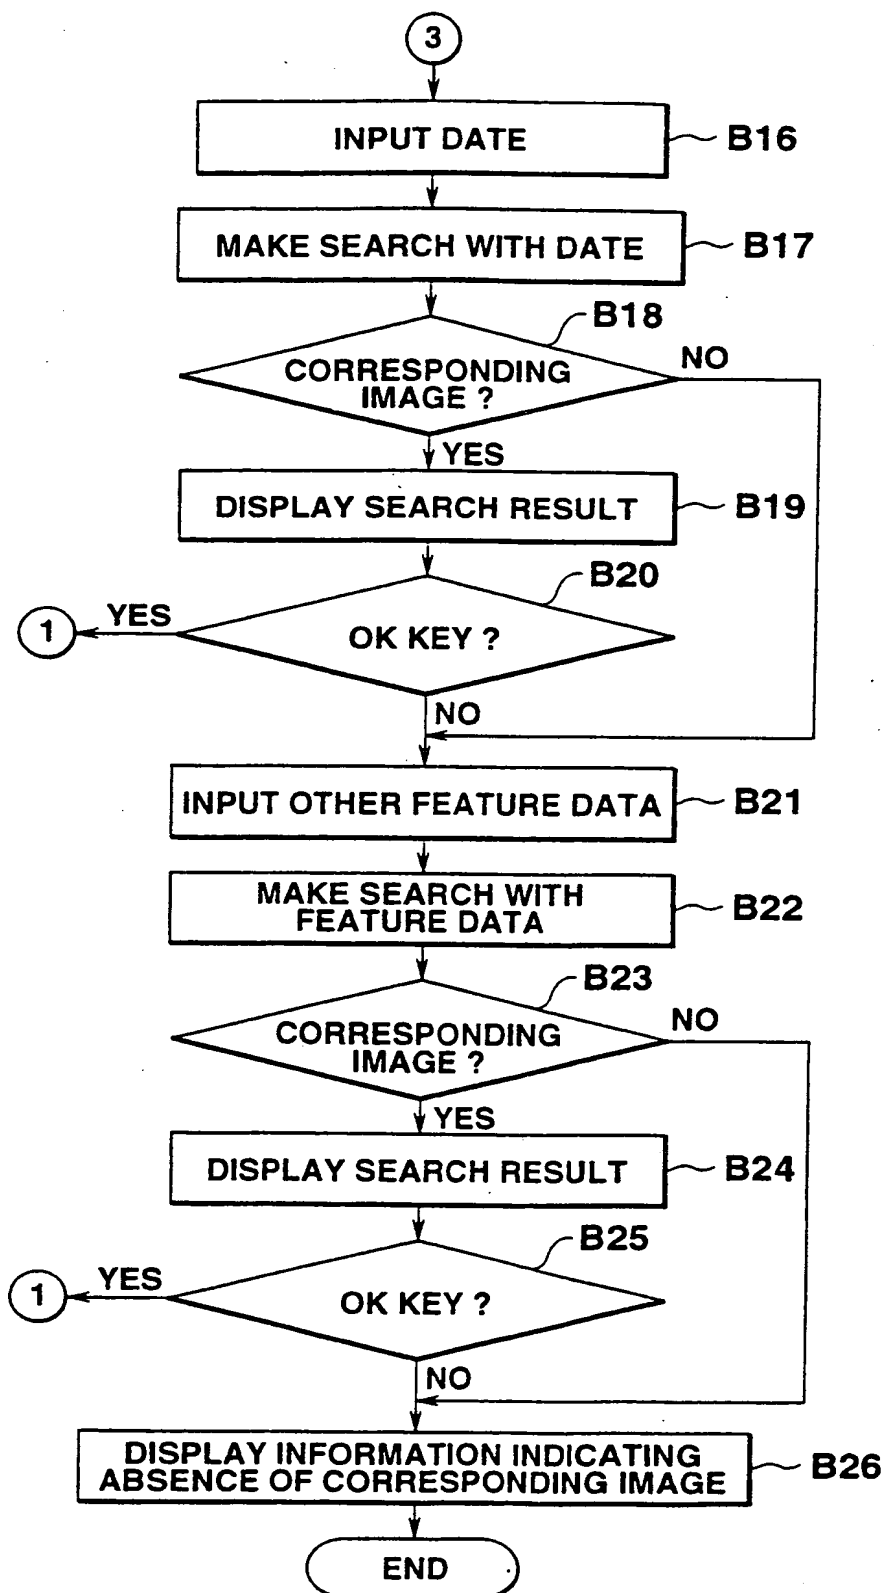 3
INPUT DATE
B16
MAKE SEARCH WITH DATE
B17
B18
CORRESPONDING
IMAGE ?
NO
YES
DISPLAY SEARCH RESULT
B19
B20
1
YES
OK KEY ?
NO
INPUT OTHER FEATURE DATA
B21
MAKE SEARCH WITH
FEATURE DATA
B22
B23
CORRESPONDING
IMAGE ?
NO
YES
DISPLAY SEARCH RESULT
B24
B25
1
YES
OK KEY ?
NO
DISPLAY INFORMATION INDICATING
ABSENCE OF CORRESPONDING IMAGE
B26
END